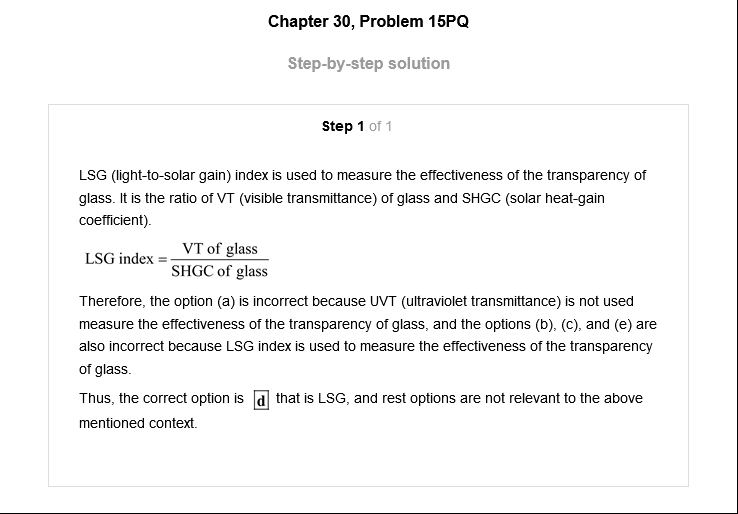 Chapter 30, Problem 15PQ
Step-by-step solution
Step 1 of 1
LSG (light-to-solar gain) index is used to measure the effectiveness of the transparency of
glass. It is the ratio of VT (visible transmittance) of glass and SHGC (solar heat-gain
coefficient).
LSG index = VT of glass / SHGC of glass
Therefore, the option (a) is incorrect because UVT (ultraviolet transmittance) is not used
measure the effectiveness of the transparency of glass, and the options (b), (c), and (e) are
also incorrect because LSG index is used to measure the effectiveness of the transparency
of glass.
Thus, the correct option is d that is LSG, and rest options are not relevant to the above
mentioned context.